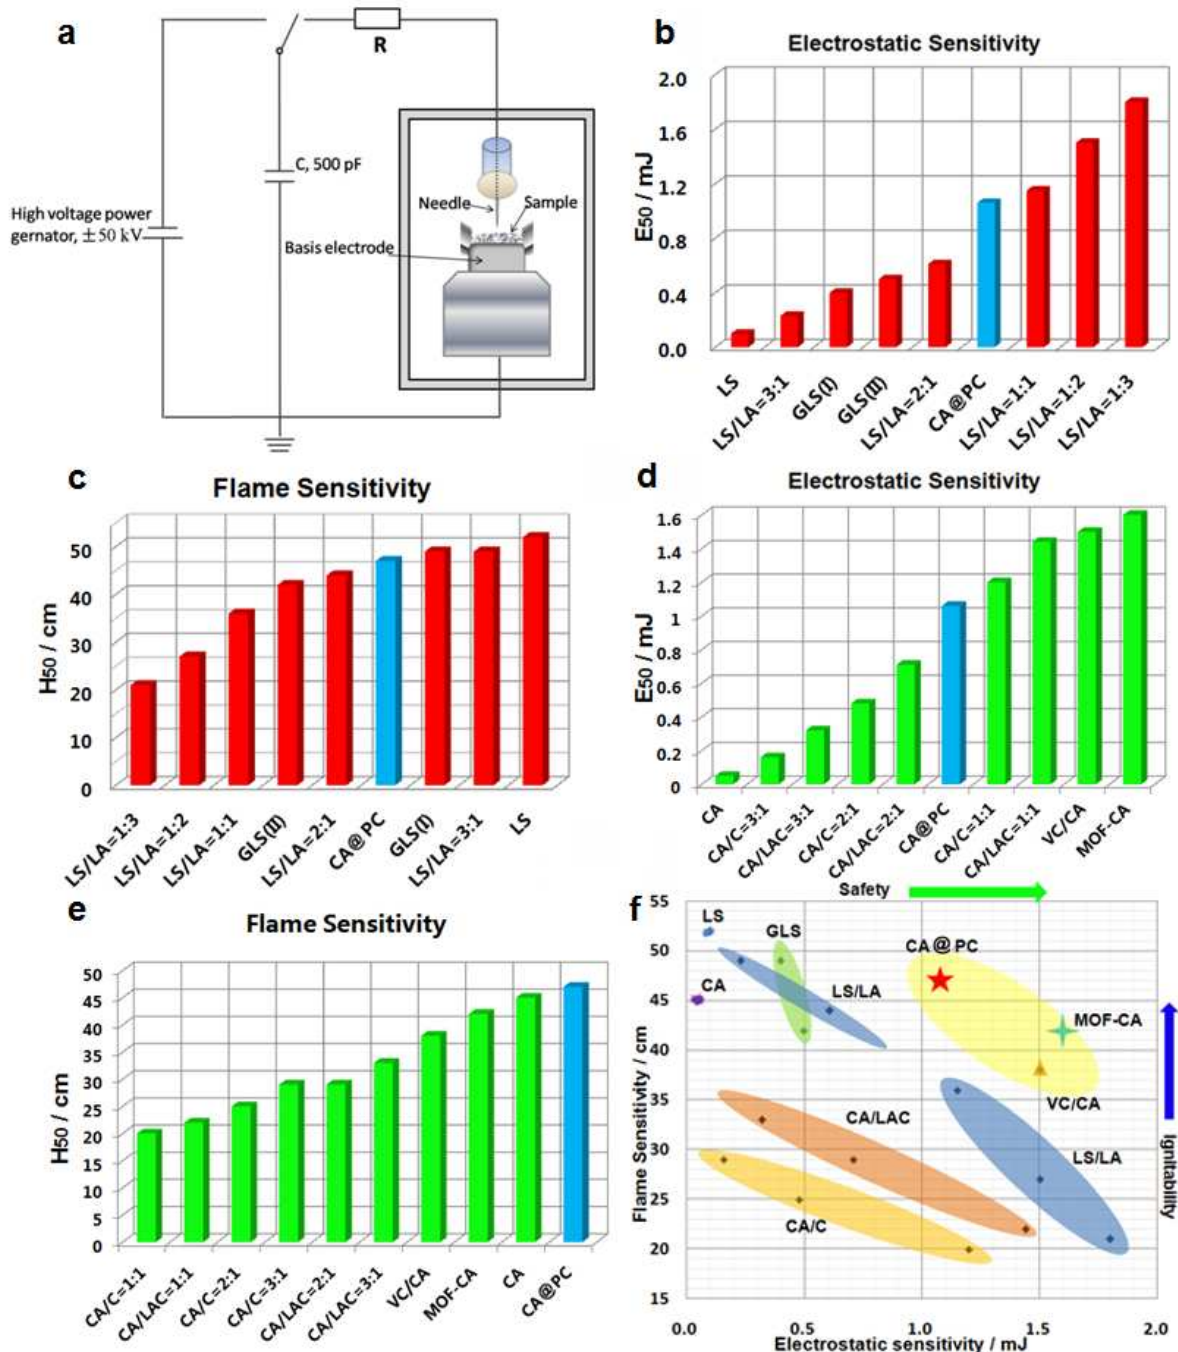 a
R
C, 500 pF
High voltage power
gernator, ±50 kV
Needle
Sample
Basis electrode
b
Electrostatic Sensitivity
E50 / mJ
2.0
1.6
1.2
0.8
0.4
0.0
LS
LS/LA=3:1
GLS(I)
GLS(II)
LS/LA=2:1
CA@PC
LS/LA=1:1
LS/LA=1:2
LS/LA=1:3
c
Flame Sensitivity
H50 / cm
50
40
30
20
10
0
LS/LA=1:3
LS/LA=1:2
LS/LA=1:1
GLS(II)
LS/LA=2:1
CA@PC
GLS(I)
LS/LA=3:1
LS
d
Electrostatic Sensitivity
E50 / mJ
1.6
1.4
1.2
1
0.8
0.6
0.4
0.2
0
CA
CA/C=3:1
CA/LAC=3:1
CA/C=2:1
CA/LAC=2:1
CA@PC
CA/C=1:1
CA/LAC=1:1
VC/CA
MOF-CA
e
Flame Sensitivity
H50 / cm
50
45
40
35
30
25
20
15
10
5
0
CA/C=1:1
CA/LAC=1:1
CA/C=2:1
CA/C=3:1
CA/LAC=2:1
CA/LAC=3:1
VC/CA
MOF-CA
CA
CA@PC
f
Safety
Flame Sensitivity / cm
55
50
45
40
35
30
25
20
15
LS
GLS
CA@PC
CA
LS/LA
MOF-CA
VC/CA
CA/LAC
LS/LA
CA/C
Ignitability
0.0
0.5
1.0
1.5
2.0
Electrostatic sensitivity / mJ